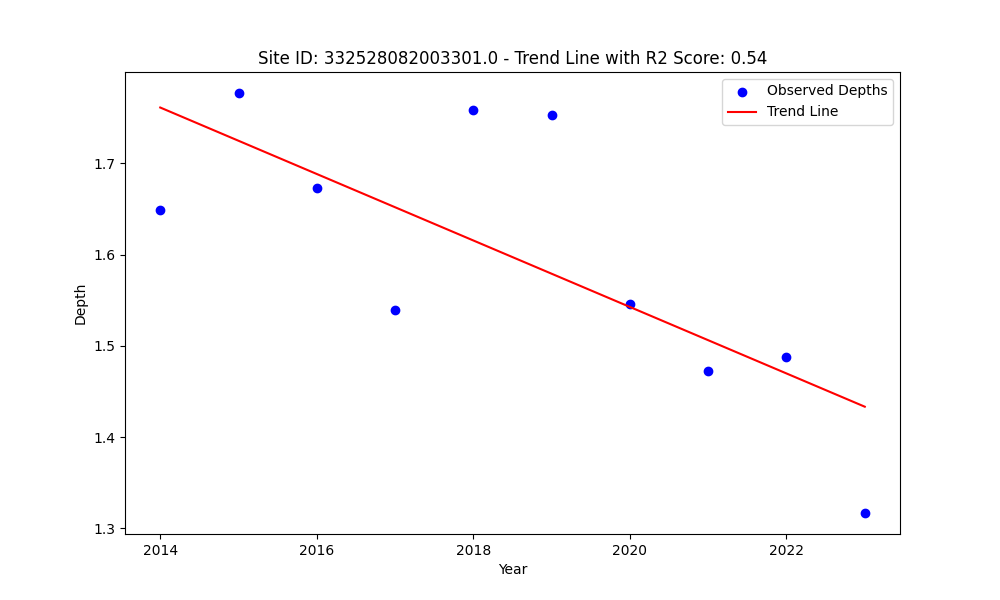 Site ID: 332528082003301.0 - Trend Line with R2 Score: 0.54
Observed Depths
Trend Line
1.7
1.6
1.5
1.4
1.3
Depth
2014
2016
2018
2020
2022
Year